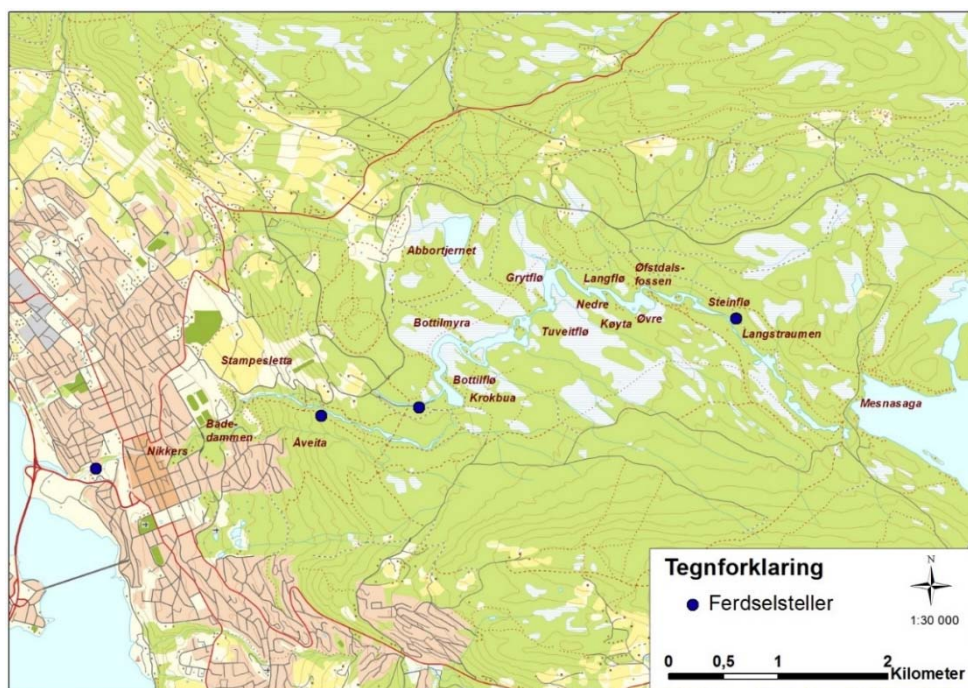 Abbortjernet
Grytflø
Langflø
Øfstdals-
fossen
Steinflø
Nedre
Bottilmyra
Tuveitflø
Køyta
Øvre
Langstraumen
Stampesletta
Bottilflø
Krokbua
Mesnasaga
Bade-
dammen
Åveita
Nikkers
Tegnforklaring
N
Ferdselsteller
1:30 000
0 0,5 1 2
Kilometer